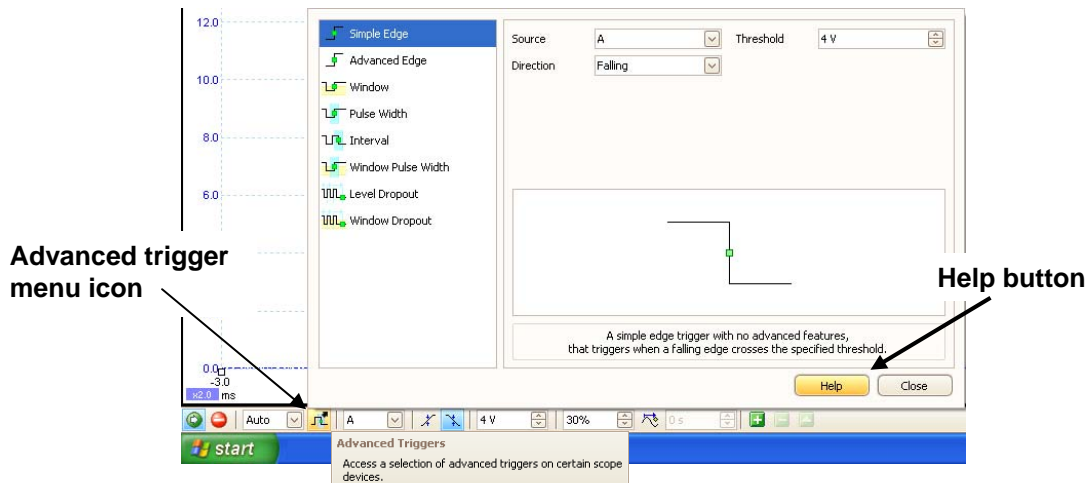 12.0
10.0
8.0
6.0
0.0
-3.0
x2.0 ms
Simple Edge
Advanced Edge
Window
Pulse Width
Interval
Window Pulse Width
Level Dropout
Window Dropout
Source A Threshold 4 V
Direction Falling
A simple edge trigger with no advanced features,
that triggers when a falling edge crosses the specified threshold.
Help Close
Advanced trigger
menu icon
Help button
Auto A 4 V 30% 0 s
start
Advanced Triggers
Access a selection of advanced triggers on certain scope
devices.